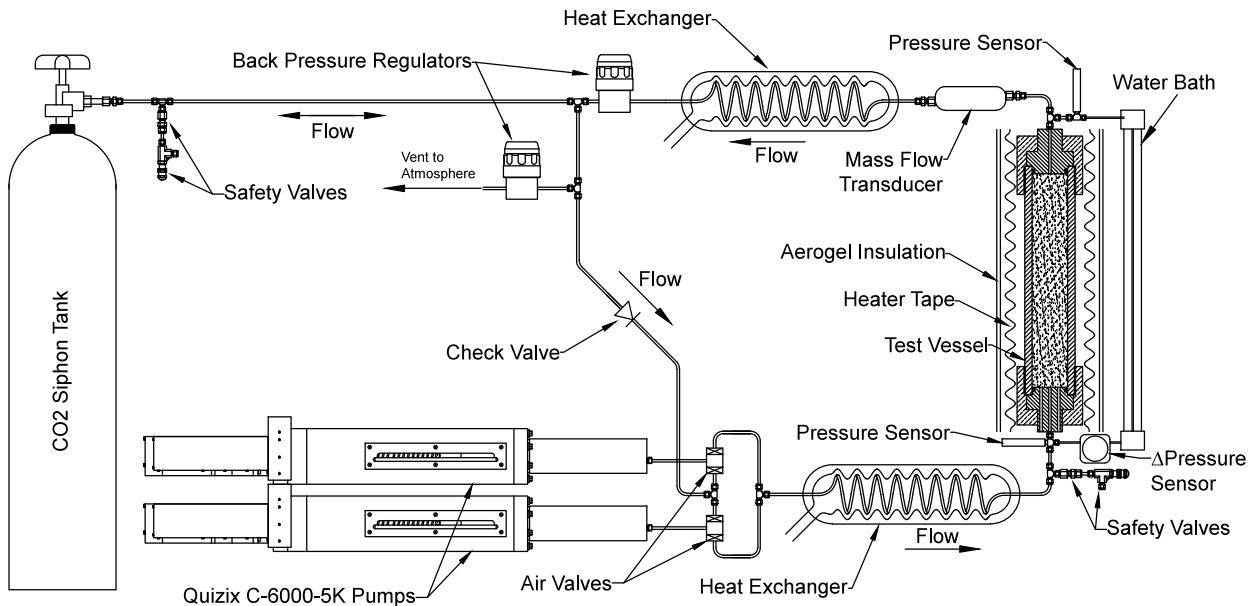 Heat Exchanger
Pressure Sensor
Back Pressure Regulators
Water Bath
Flow
Flow
Vent to
Atmosphere
Mass Flow
Transducer
Safety Valves
Aerogel Insulation
Flow
Heater Tape
Check Valve
Test Vessel
CO2 Siphon Tank
Pressure Sensor
ΔPressure
Sensor
Safety Valves
Flow
Air Valves
Heat Exchanger
Quizix C-6000-5K Pumps